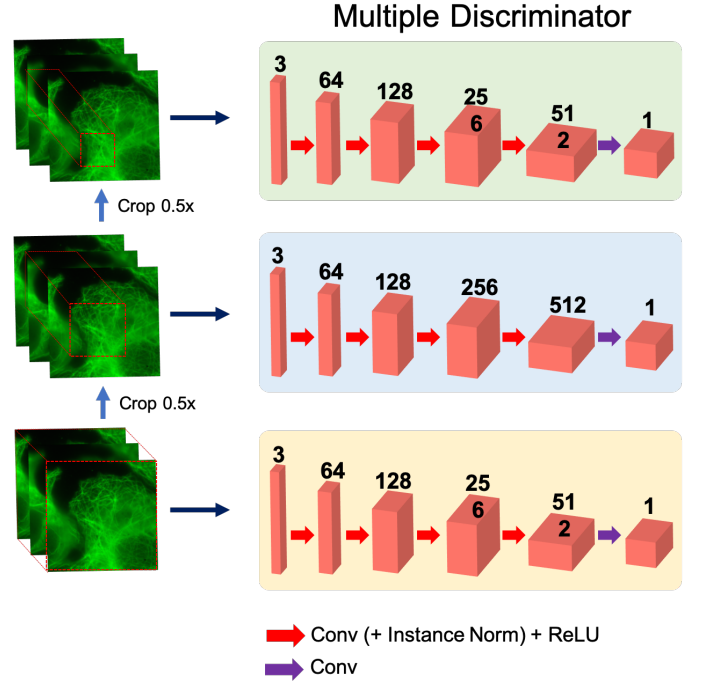 Multiple Discriminator
3 64 128 25 51 1
6 2
Crop 0.5x
3 64 128 256 512 1
Crop 0.5x
3 64 128 25 51 1
6 2
Conv (+ Instance Norm) + ReLU
Conv